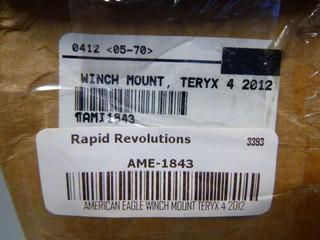 0412 <05-70>
WINCH MOUNT, TERYX 4 2012
¶AMI1843
Rapid Revolutions 3393
AME-1843
AMERICAN EAGLE WINCH MOUNT TERYX 4 2012